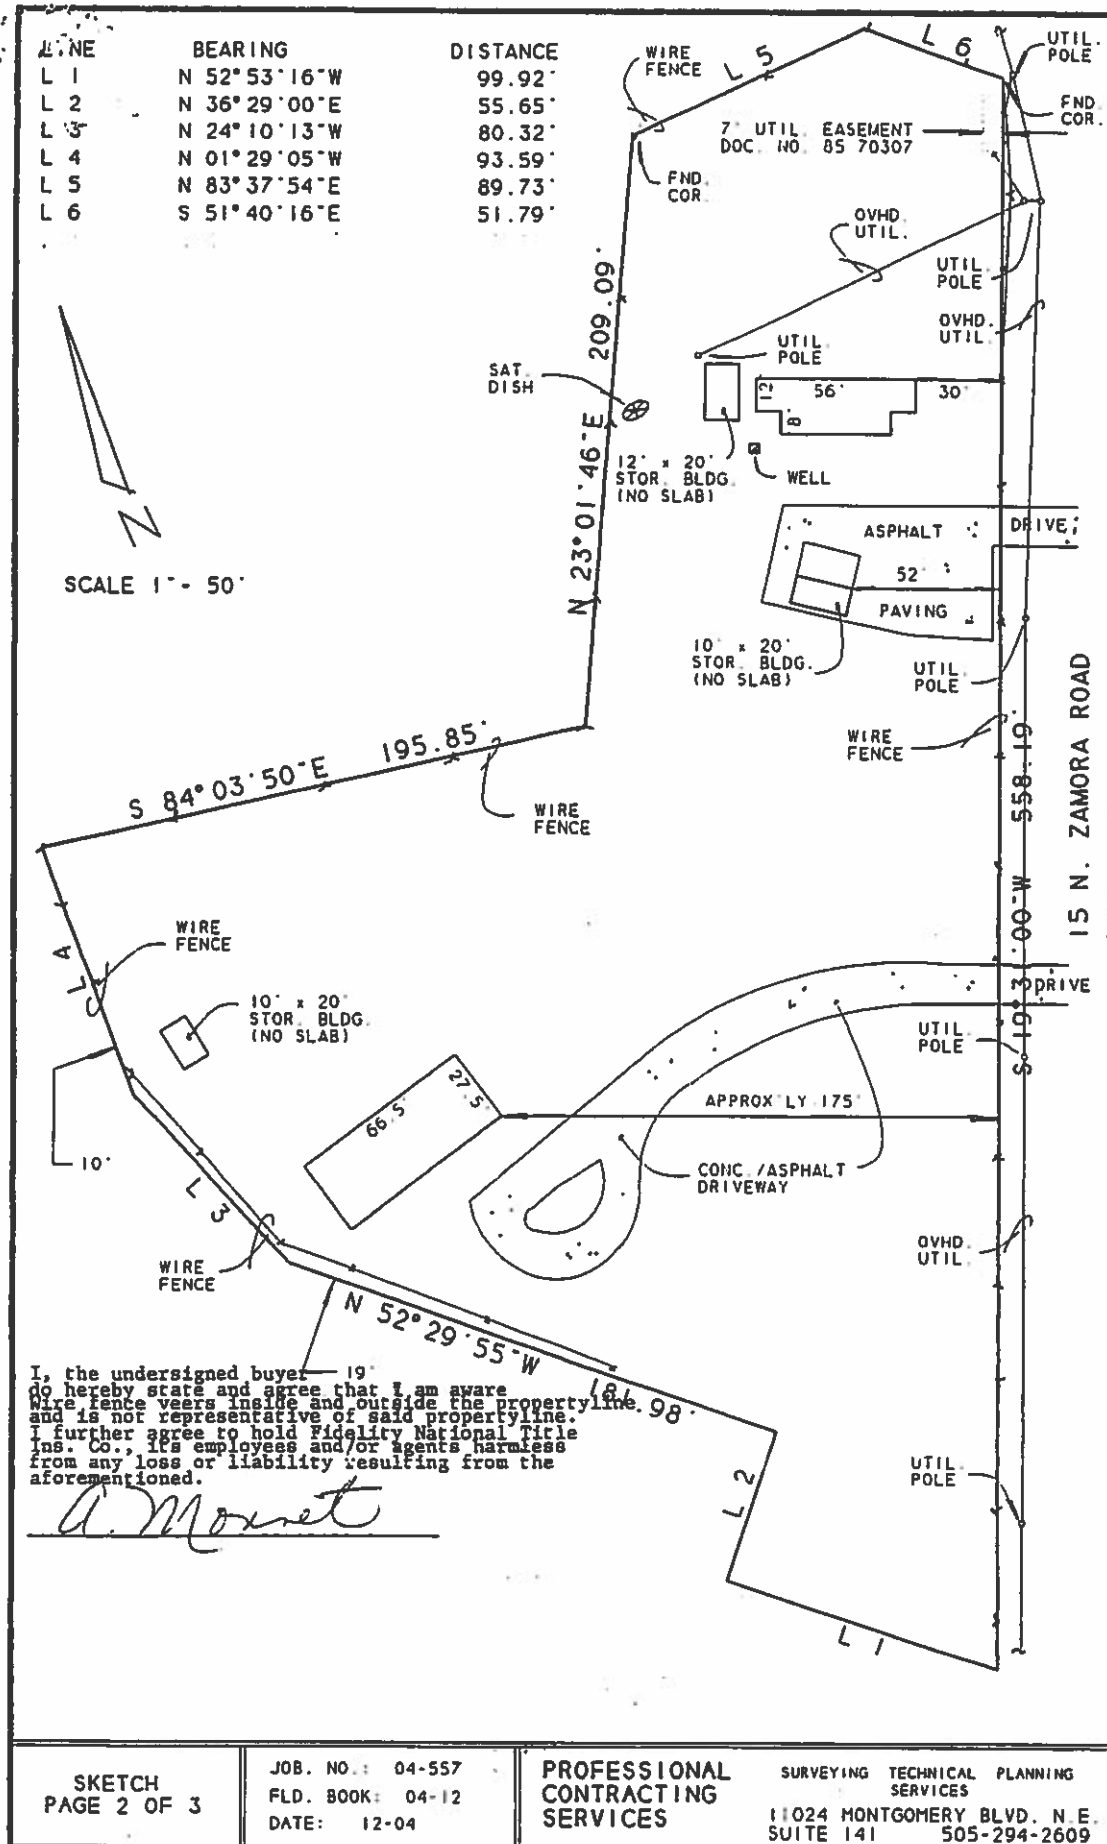 LINE BEARING DISTANCE
L 1 N 52°53'16"W 99.92'
L 2 N 36°29'00"E 55.65'
L 3 N 24°10'13"W 80.32'
L 4 N 01°29'05"W 93.59'
L 5 N 83°37'54"E 89.73'
L 6 S 51°40'16"E 51.79'
WIRE
FENCE
L 5
L 6
UTIL.
POLE
FND.
COR.
7' UTIL. EASEMENT
DOC. NO. 85 70307
FND.
COR.
OVHD.
UTIL.
UTIL.
POLE
OVHD.
UTIL.
N 23°01'46"E 209.09'
UTIL.
POLE
SAT.
DISH
12'
56'
30'
8'
12' x 20'
STOR. BLDG.
(NO SLAB)
WELL
N
SCALE 1" - 50'
ASPHALT
DRIVE
52'
PAVING
10' x 20'
STOR. BLDG.
(NO SLAB)
UTIL.
POLE
WIRE
FENCE
15 N. ZAMORA ROAD
S 19°31'00"W 558.19'
S 84°03'50"E 195.85'
WIRE
FENCE
WIRE
FENCE
L 4
10' x 20'
STOR. BLDG.
(NO SLAB)
DRIVE
UTIL.
POLE
27.5'
66.5'
APPROX'LY 175'
10'
L 3
CONC./ASPHALT
DRIVEWAY
WIRE
FENCE
OVHD.
UTIL.
N 52°29'55"W 181.98'
19'
I, the undersigned buyer
do hereby state and agree that I am aware
Wire fence veers inside and outside the propertyline
and is not representative of said propertyline.
I further agree to hold Fidelity National Title
Ins. Co., its employees and/or agents harmless
from any loss or liability resulting from the
aforementioned.
UTIL.
POLE
L 2
L 1
SKETCH
PAGE 2 OF 3
JOB. NO.: 04-557
FLD. BOOK: 04-12
DATE: 12-04
PROFESSIONAL
CONTRACTING
SERVICES
SURVEYING TECHNICAL PLANNING
SERVICES
11024 MONTGOMERY BLVD. N.E.
SUITE 141 505-294-2609